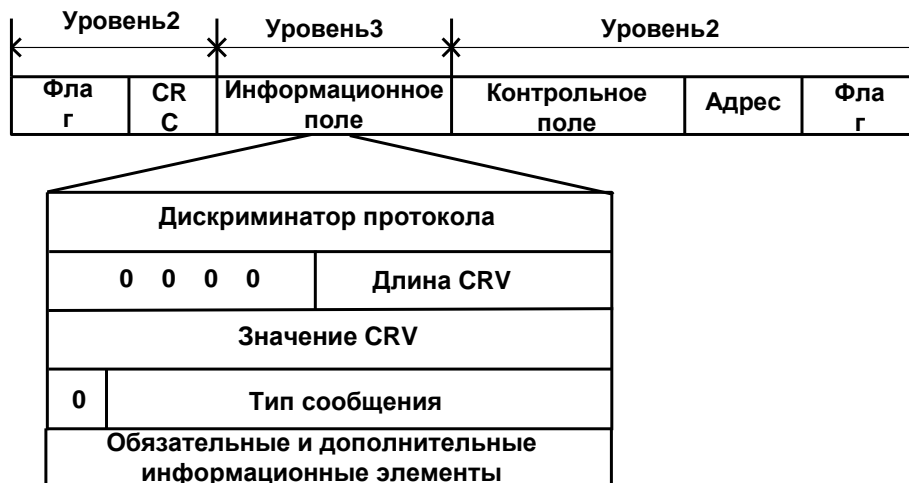 Уровень2 Уровень3 Уровень2
Фла
г
CR
C
Информационное
поле
Контрольное
поле
Адрес
Фла
г
Дискриминатор протокола
0 0 0 0 Длина CRV
Значение CRV
0 Тип сообщения
Обязательные и дополнительные
информационные элементы